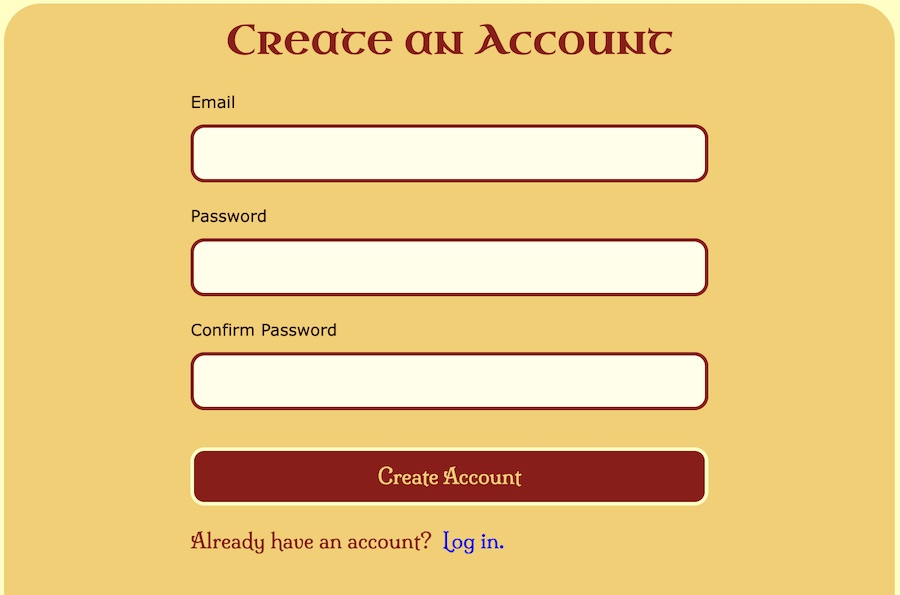 Create an Account
Email
Password
Confirm Password
Create Account
Already have an account? Log in.